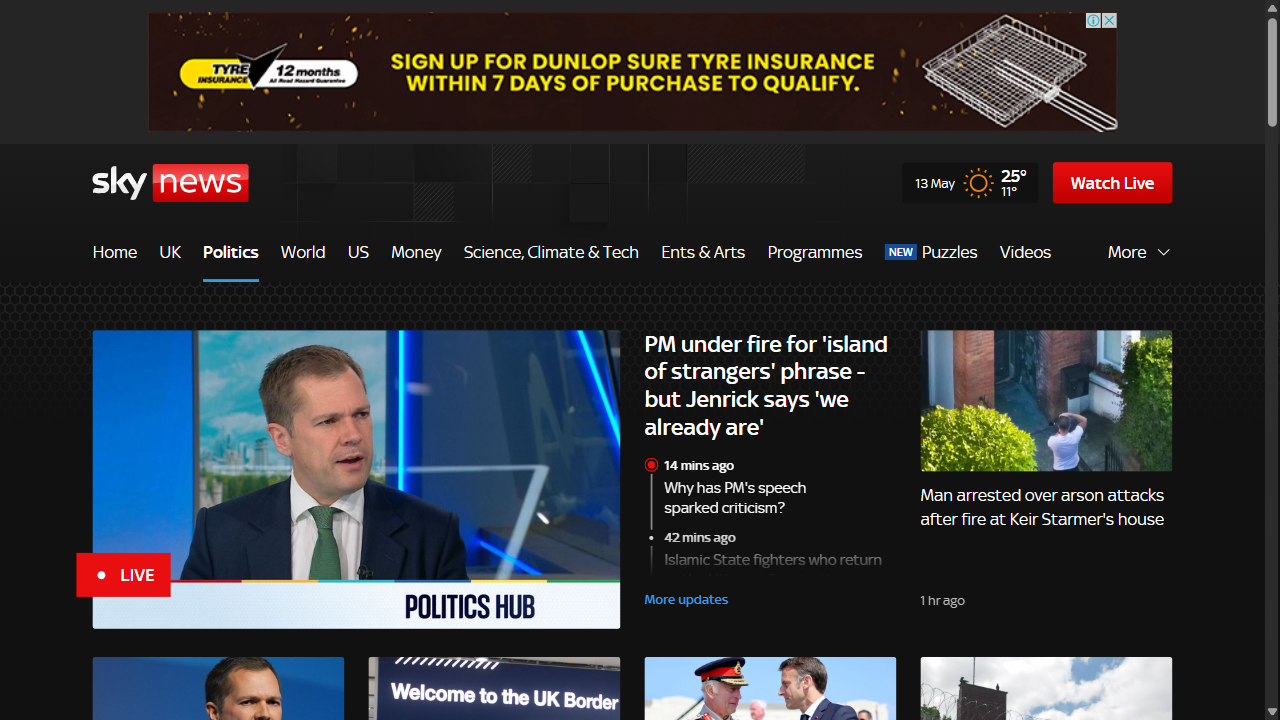 TYRE
INSURANCE
12 months
All Road Hazard Guarantee
SIGN UP FOR DUNLOP SURE TYRE INSURANCE
WITHIN 7 DAYS OF PURCHASE TO QUALIFY.
sky news
13 May
25°
11°
Watch Live
Home UK Politics World US Money Science, Climate & Tech Ents & Arts Programmes NEW Puzzles Videos More
PM under fire for 'island
of strangers' phrase -
but Jenrick says 'we
already are'
14 mins ago
Why has PM's speech
sparked criticism?
42 mins ago
Islamic State fighters who return
More updates
LIVE
POLITICS HUB
Man arrested over arson attacks
after fire at Keir Starmer's house
1 hr ago
Welcome to the UK Border